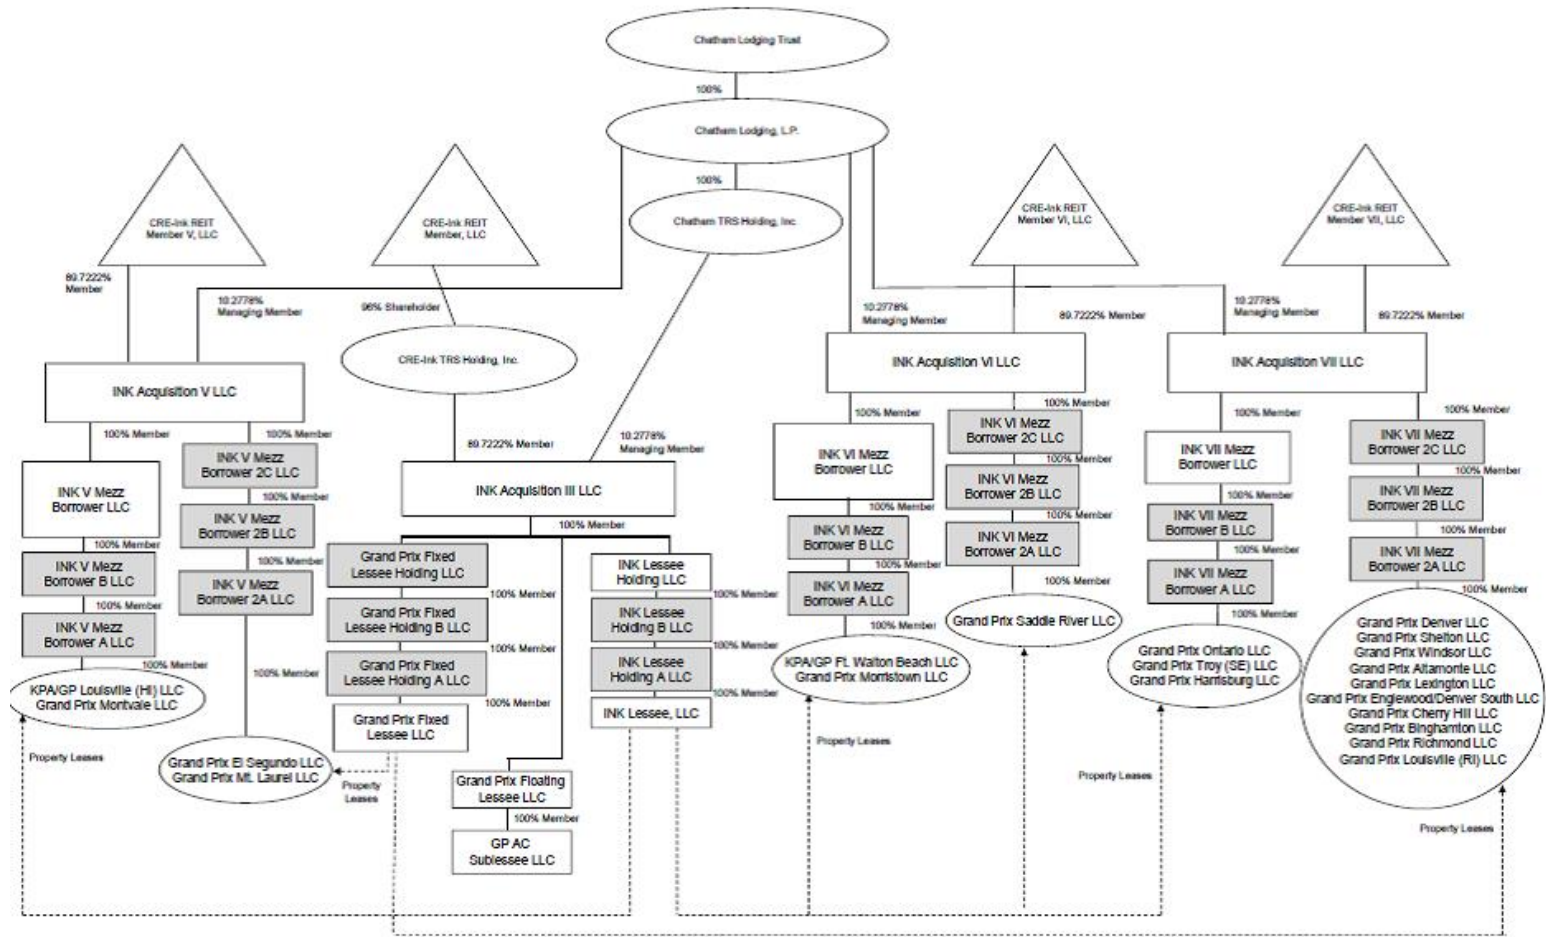 Chatham Lodging Trust
100%
Chatham Lodging, L.P.
100%
Chatham TRS Holding, Inc.
CRE-Ink REIT
Member V, LLC
CRE-Ink REIT
Member, LLC
CRE-Ink REIT
Member VI, LLC
CRE-Ink REIT
Member VII, LLC
89.7222%
Member
10.2778%
Managing Member
96% Shareholder
10.2778%
Managing Member
89.7222% Member
10.2778%
Managing Member
89.7222% Member
CRE-Ink TRS Holding, Inc.
INK Acquisition V LLC
INK Acquisition VI LLC
INK Acquisition VII LLC
89.7222% Member
10.2778%
Managing Member
INK Acquisition III LLC
100% Member
100% Member
100% Member
INK V Mezz
Borrower LLC
100% Member
INK V Mezz
Borrower B LLC
100% Member
INK V Mezz
Borrower A LLC
100% Member
KPA/GP Louisville (HI) LLC
Grand Prix Montvale LLC
Property Leases
INK V Mezz
Borrower 2C LLC
100% Member
INK V Mezz
Borrower 2B LLC
100% Member
INK V Mezz
Borrower 2A LLC
100% Member
Grand Prix El Segundo LLC
Grand Prix Mt. Laurel LLC
Property
Leases
Grand Prix Fixed
Lessee Holding LLC
100% Member
Grand Prix Fixed
Lessee Holding B LLC
100% Member
Grand Prix Fixed
Lessee Holding A LLC
100% Member
Grand Prix Fixed
Lessee LLC
Grand Prix Floating
Lessee LLC
100% Member
GP AC
Sublessee LLC
INK Lessee
Holding LLC
100% Member
INK Lessee
Holding B LLC
100% Member
INK Lessee
Holding A LLC
100% Member
INK Lessee, LLC
100% Member
INK VI Mezz
Borrower LLC
100% Member
INK VI Mezz
Borrower B LLC
100% Member
INK VI Mezz
Borrower A LLC
100% Member
KPA/GP Ft. Walton Beach LLC
Grand Prix Morristown LLC
Property Leases
100% Member
INK VI Mezz
Borrower 2C LLC
100% Member
INK VI Mezz
Borrower 2B LLC
100% Member
INK VI Mezz
Borrower 2A LLC
100% Member
Grand Prix Saddle River LLC
100% Member
INK VII Mezz
Borrower LLC
100% Member
INK VII Mezz
Borrower B LLC
100% Member
INK VII Mezz
Borrower A LLC
100% Member
Grand Prix Ontario LLC
Grand Prix Troy (SE) LLC
Grand Prix Harrisburg LLC
Property Leases
100% Member
INK VII Mezz
Borrower 2C LLC
100% Member
INK VII Mezz
Borrower 2B LLC
100% Member
INK VII Mezz
Borrower 2A LLC
100% Member
Grand Prix Denver LLC
Grand Prix Shelton LLC
Grand Prix Windsor LLC
Grand Prix Altamonte LLC
Grand Prix Lexington LLC
Grand Prix Englewood/Denver South LLC
Grand Prix Cherry Hill LLC
Grand Prix Binghamton LLC
Grand Prix Richmond LLC
Grand Prix Louisville (RI) LLC
Property Leases